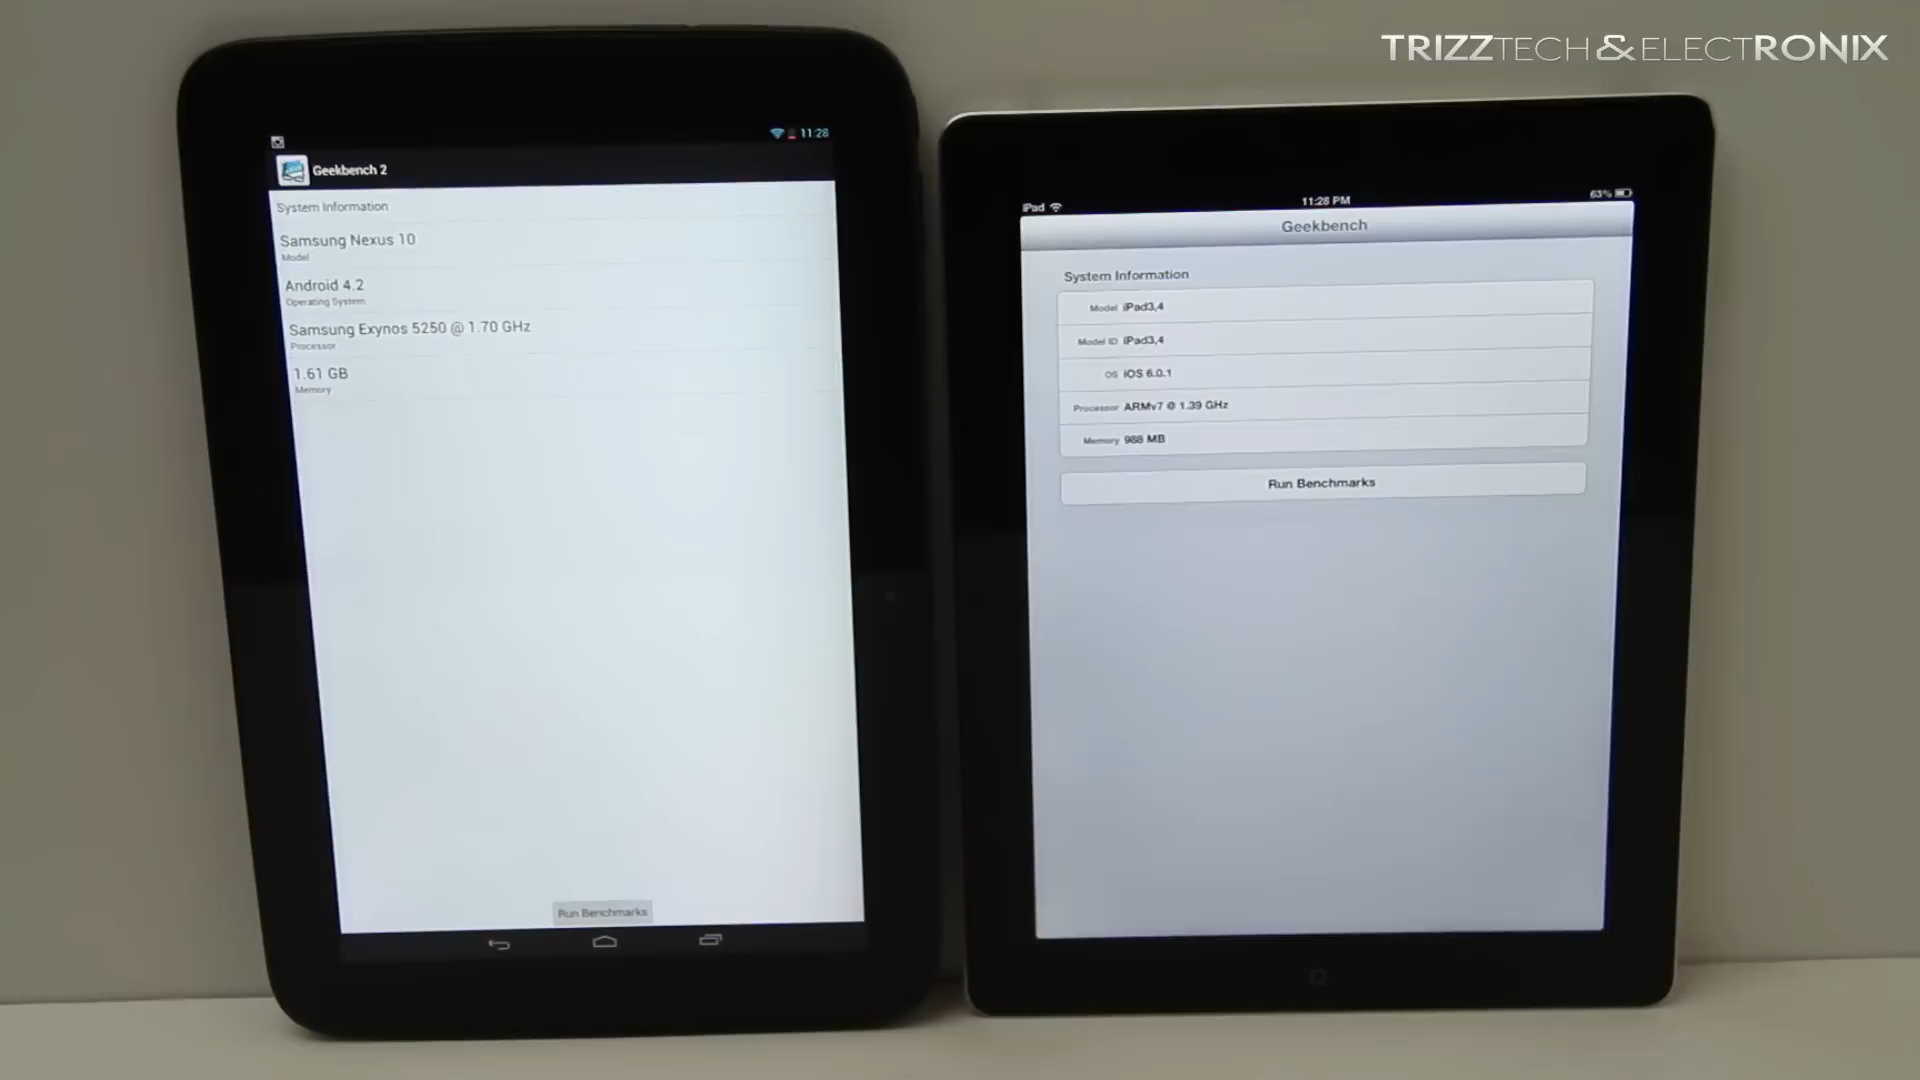 TRIZZTECH&ELECTRONIX
11:28
Geekbench 2
System Information
Samsung Nexus 10
Model
Android 4.2
Operating System
Samsung Exynos 5250 @ 1.70 GHz
Processor
1.61 GB
Memory
Run Benchmarks
iPad
11:28 PM
63%
Geekbench
System Information
Model iPad3,4
Model ID iPad3,4
OS iOS 6.0.1
Processor ARMv7 @ 1.39 GHz
Memory 988 MB
Run Benchmarks